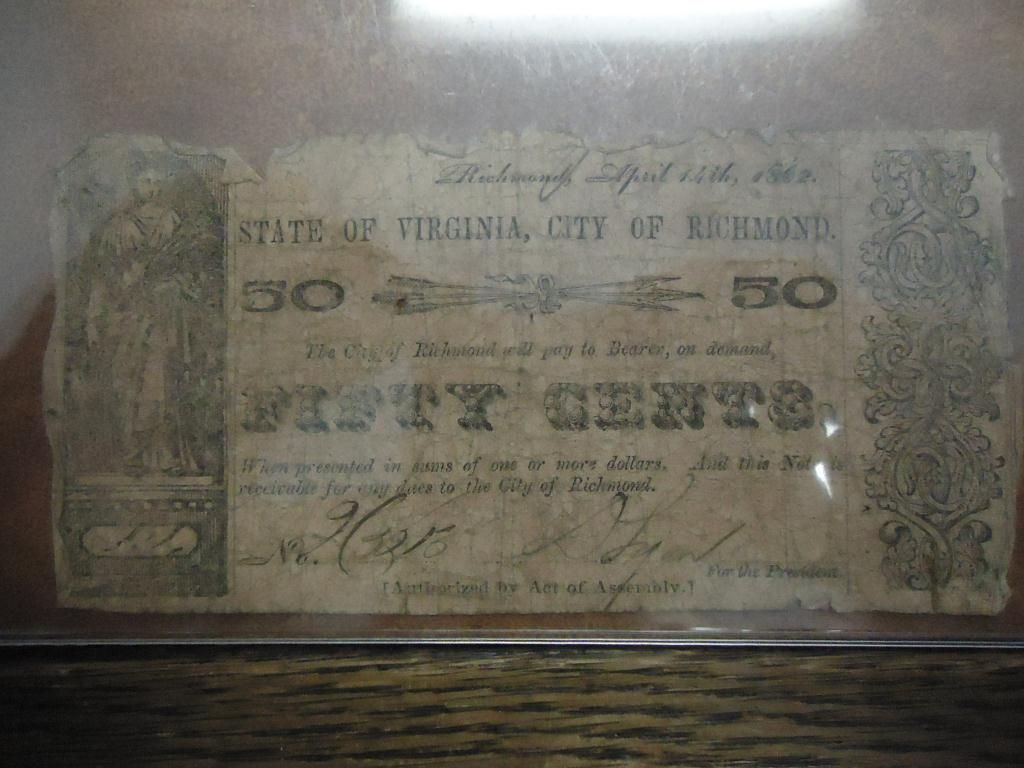 Richmond, April 14th, 1862.
STATE OF VIRGINIA, CITY OF RICHMOND.
50 50
The City of Richmond will pay to Bearer, on demand,
FIFTY CENTS.
When presented in sums of one or more dollars. And this Note is
receivable for any dues to the City of Richmond.
No.
For the President
[Authorized by Act of Assembly.]